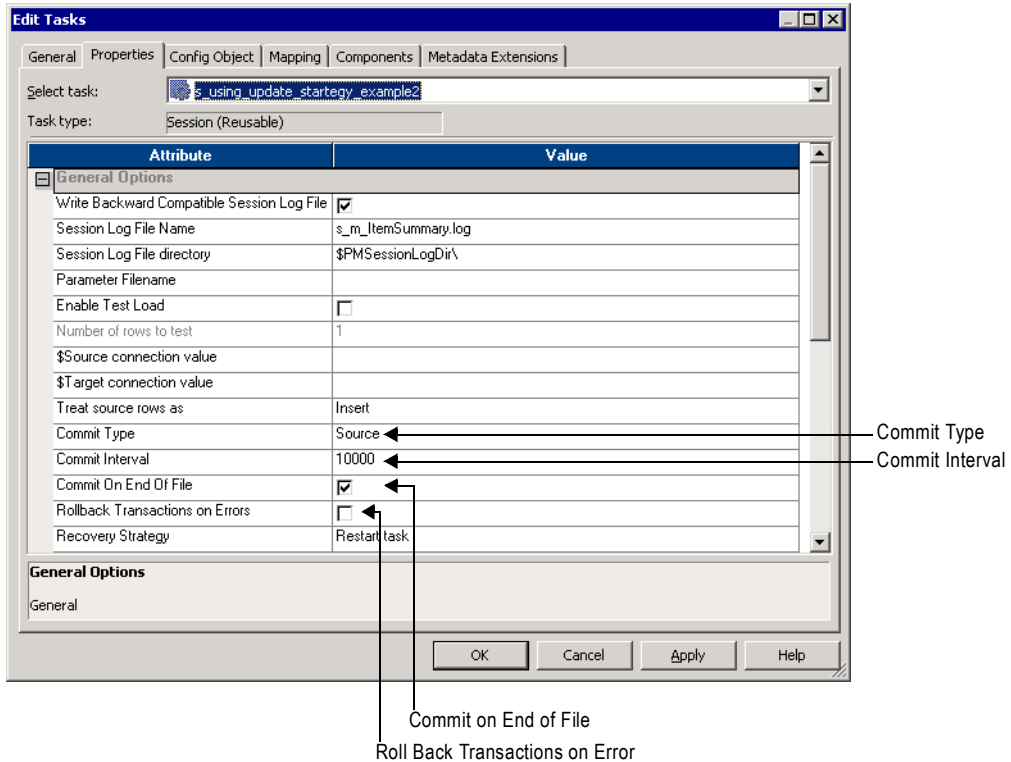 Edit Tasks
General Properties Config Object Mapping Components Metadata Extensions
Select task: s_using_update_startegy_example2
Task type: Session (Reusable)
Attribute Value
General Options
Write Backward Compatible Session Log File
Session Log File Name s_m_ItemSummary.log
Session Log File directory $PMSessionLogDir\
Parameter Filename
Enable Test Load
Number of rows to test 1
$Source connection value
$Target connection value
Treat source rows as Insert
Commit Type Source Commit Type
Commit Interval 10000 Commit Interval
Commit On End Of File
Rollback Transactions on Errors
Recovery Strategy Restart task
General Options
General
OK Cancel Apply Help
Commit on End of File
Roll Back Transactions on Error